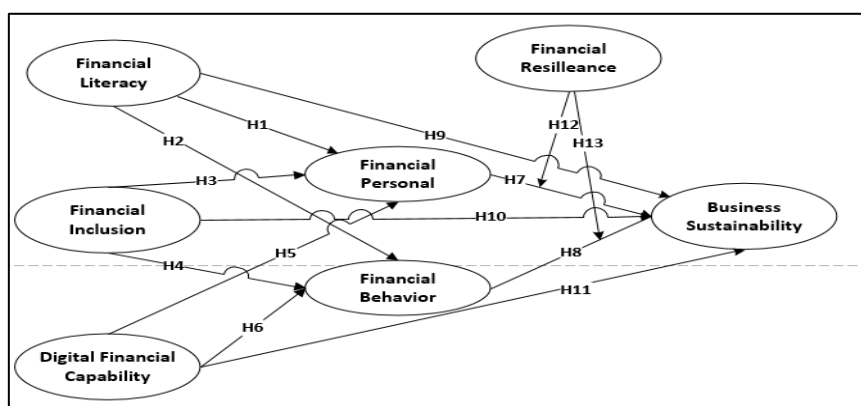 Financial
Literacy
Financial
Resilleance
H1
H2
H9
H12
H13
Financial
Personal
H3
H7
Financial
Inclusion
H10
Business
Sustainability
H5
H4
H8
Financial
Behavior
H11
H6
Digital Financial
Capability